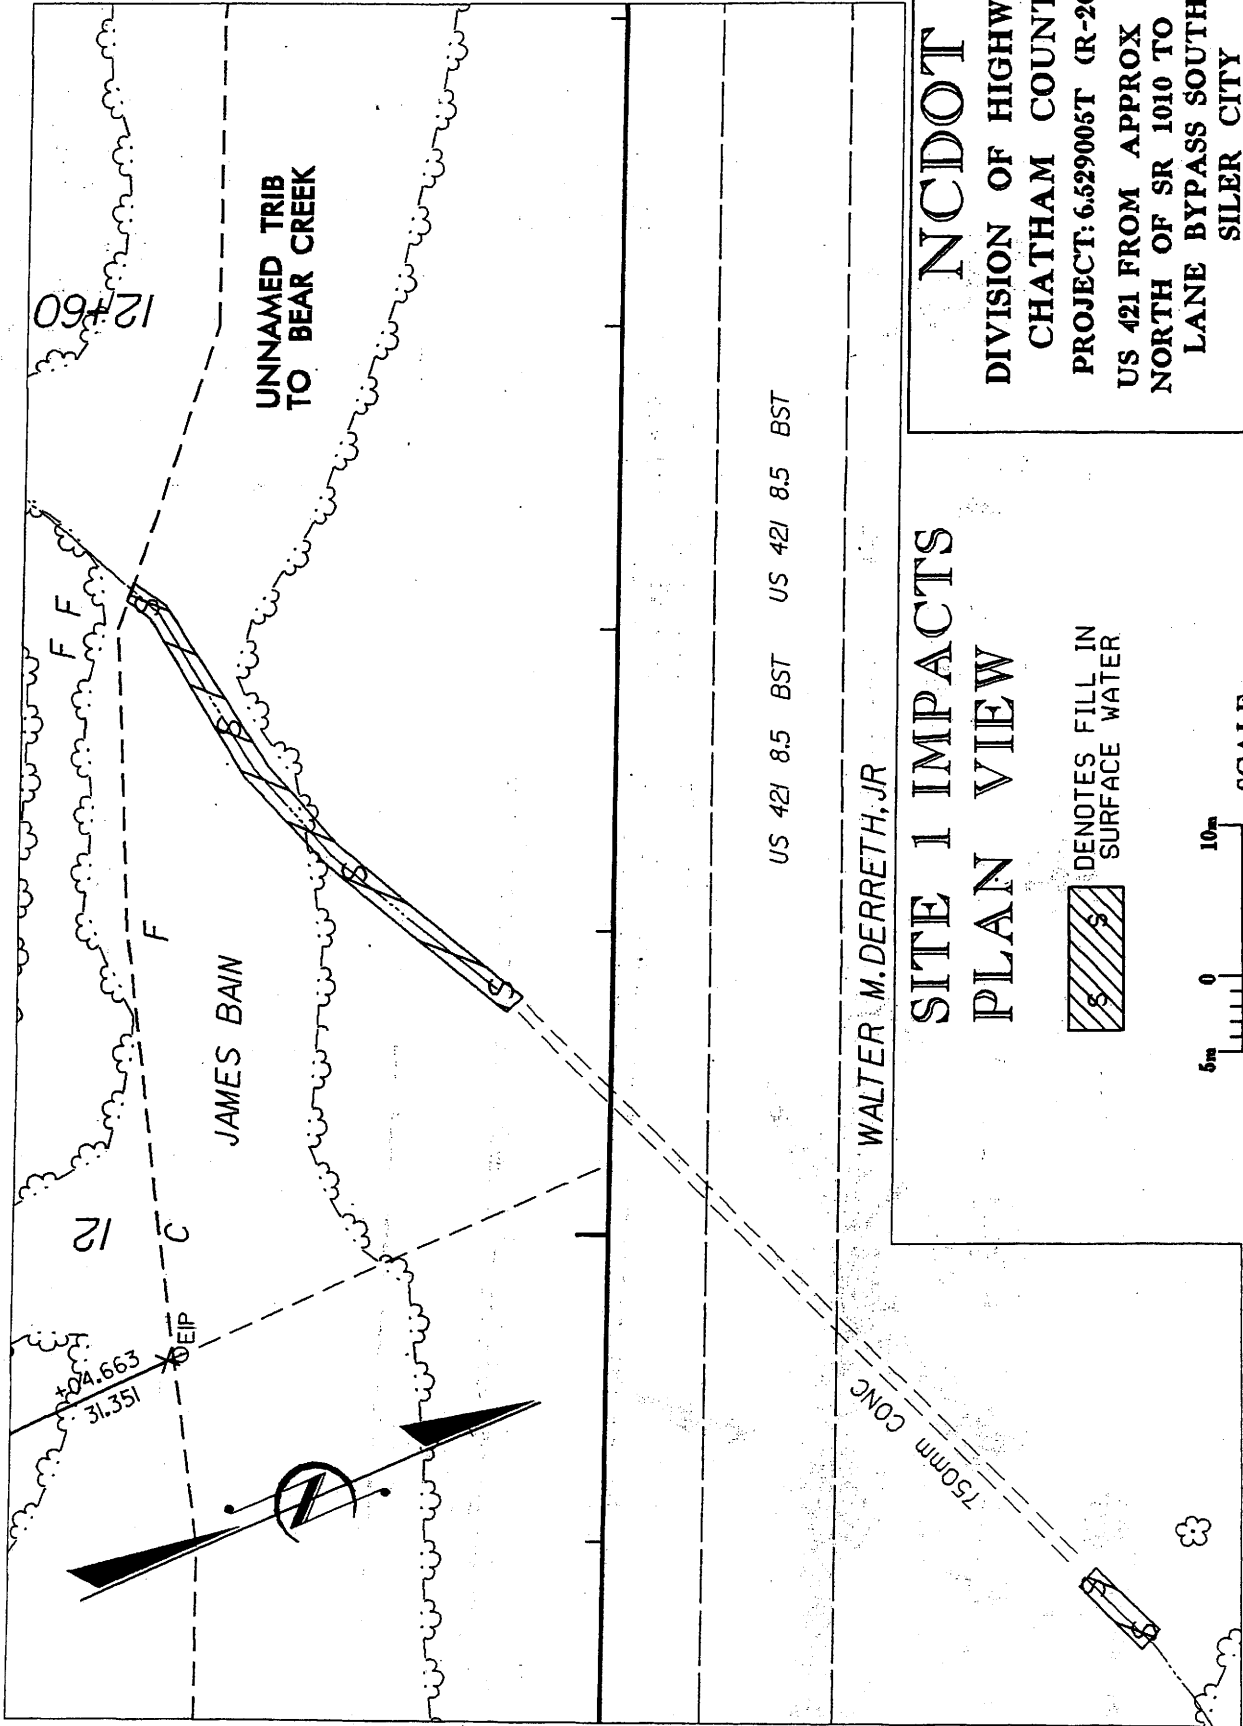 12+60
UNNAMED TRIB
TO BEAR CREEK
F
F
F
JAMES BAIN
12
C
EIP
+04.663
31.351
N
S
S
S
S
US 421 8.5 BST
US 421 8.5 BST
WALTER M. DERRETH, JR
750mm CONC
S
S
SITE 1 IMPACTS
PLAN VIEW
S
S
DENOTES FILL IN
SURFACE WATER
5m
0
10m
NCDOT
DIVISION OF HIGHW
CHATHAM COUNT
PROJECT: 6.529005T (R-20
US 421 FROM APPROX
NORTH OF SR 1010 TO
LANE BYPASS SOUTH
SILER CITY